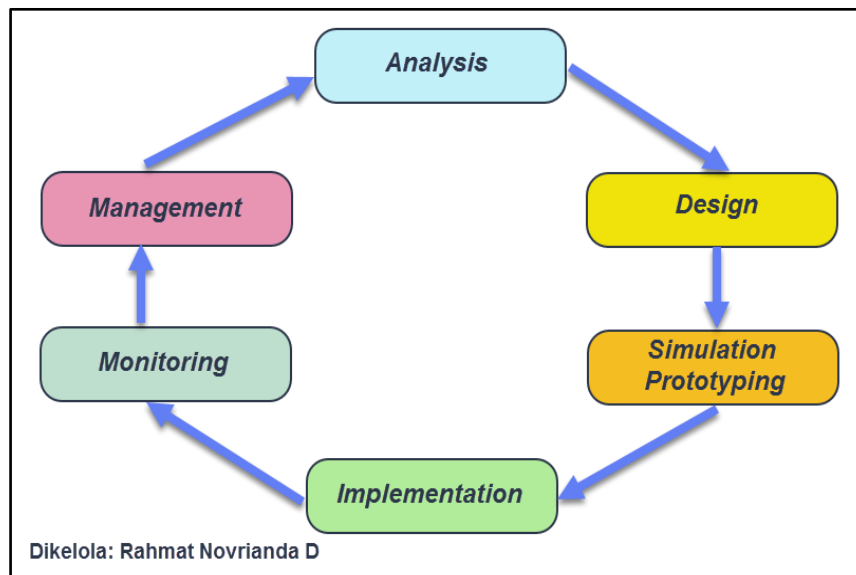 Analysis
Management
Design
Monitoring
Simulation
Prototyping
Implementation
Dikelola: Rahmat Novrianda D